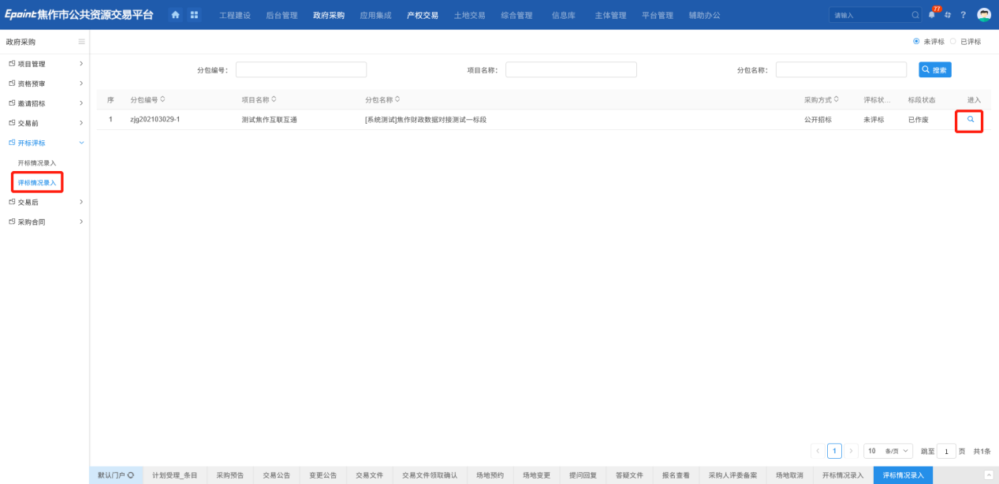 Epoint焦作市公共资源交易平台 工程建设 后台管理 政府采购 应用集成 产权交易 土地交易 综合管理 信息库 主体管理 平台管理 辅助办公 请输入 77 ?
政府采购
未评标 已评标
项目管理
资格预审
邀请招标
交易前
开标评标
开标情况录入
评标情况录入
交易后
采购合同
分包编号: 项目名称: 分包名称: 搜索
序 分包编号 项目名称 分包名称 采购方式 评标状... 标段状态 进入
1 zjg202103029-1 测试焦作互联互通 [系统测试]焦作财政数据对接测试一标段 公开招标 未评标 已作废
1 10 条/页 跳至 1 页 共1条
默认门户 计划受理_条目 采购预告 交易公告 变更公告 交易文件 交易文件领取确认 场地预约 场地变更 提问回复 答疑文件 报名查看 采购人评委备案 场地取消 开标情况录入 评标情况录入